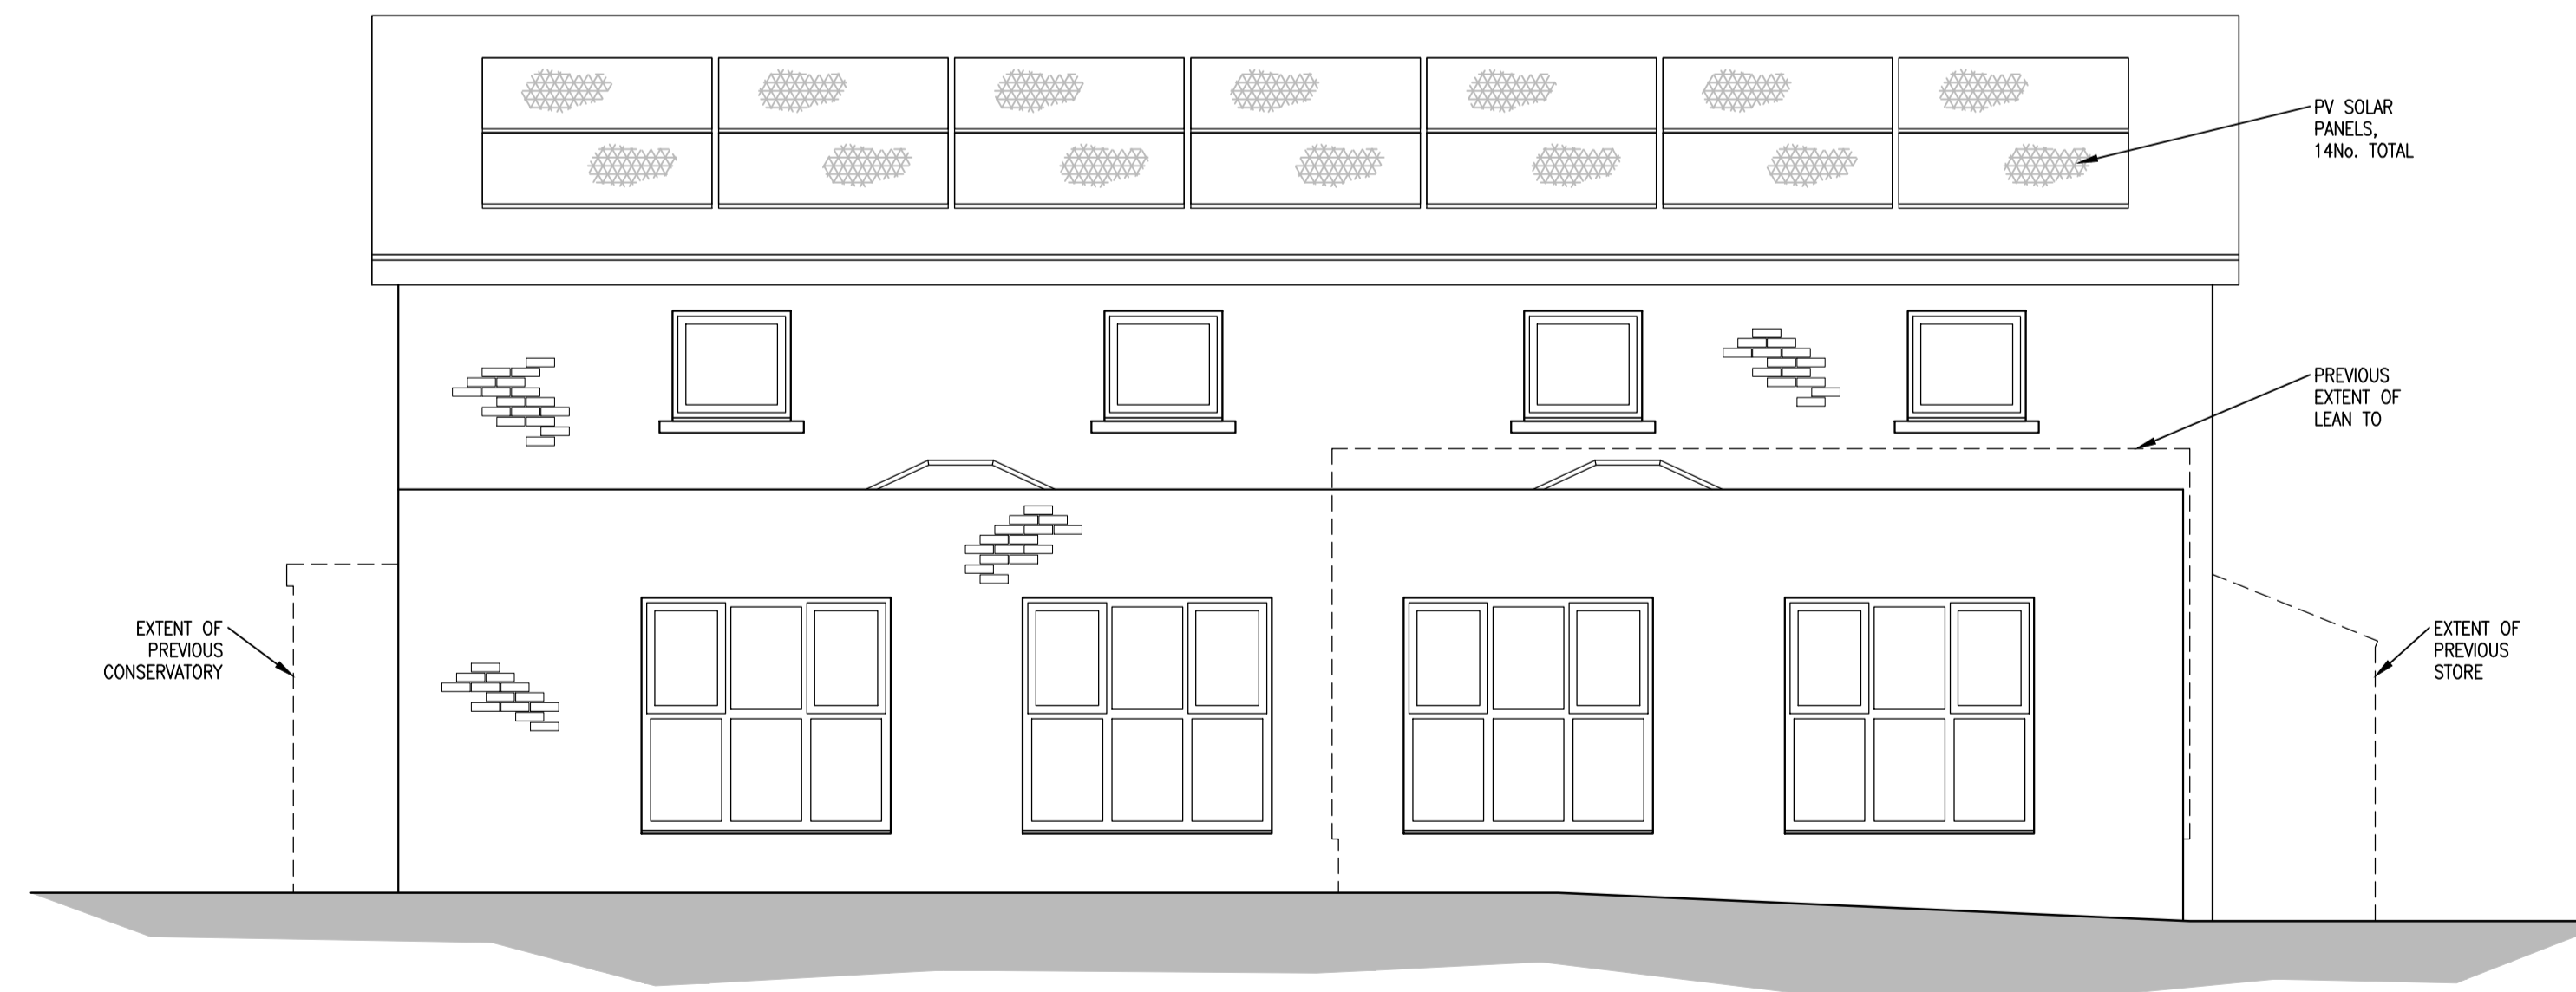 PV SOLAR
PANELS,
14No. TOTAL
PREVIOUS
EXTENT OF
LEAN TO
EXTENT OF
PREVIOUS
CONSERVATORY
EXTENT OF
PREVIOUS
STORE